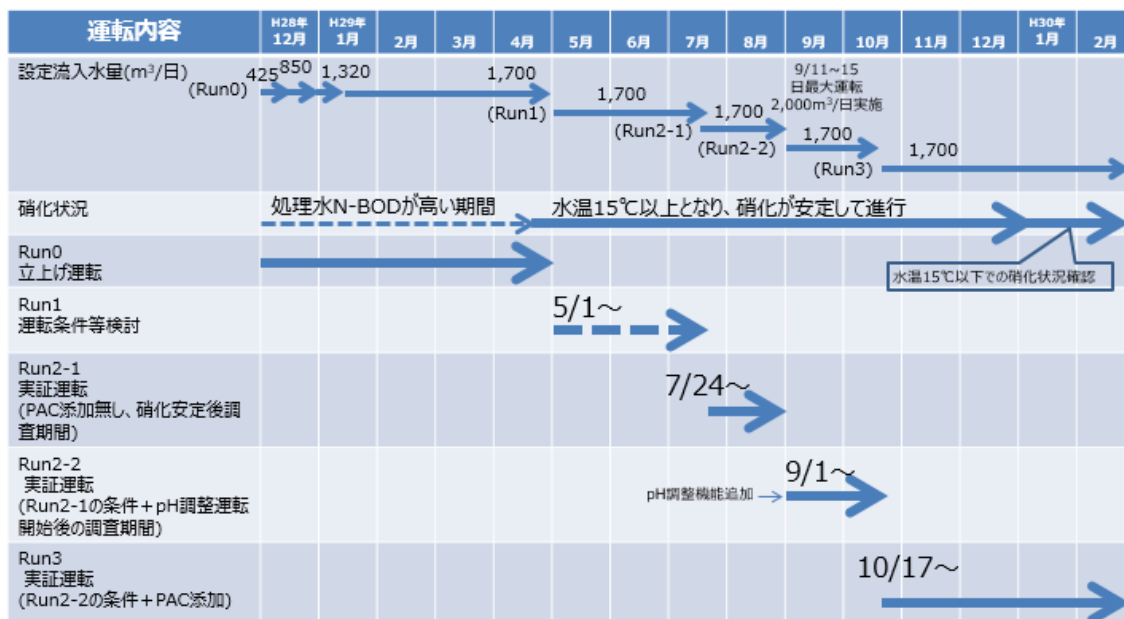 運転内容
H28年
12月
H29年
1月
2月
3月
4月
5月
6月
7月
8月
9月
10月
11月
12月
H30年
1月
2月
設定流入水量(m³/日)
(Run0)
425
850
1,320
1,700
(Run1)
1,700
(Run2-1)
1,700
(Run2-2)
9/11~15
日最大運転
2,000m³/日実施
1,700
(Run3)
1,700
硝化状況
処理水N-BODが高い期間
水温15℃以上となり、硝化が安定して進行
水温15℃以下での硝化状況確認
Run0
立上げ運転
Run1
運転条件等検討
5/1～
Run2-1
実証運転
(PAC添加無し、硝化安定後調
査期間)
7/24～
Run2-2
実証運転
(Run2-1の条件＋pH調整運転
開始後の調査期間)
pH調整機能追加
9/1～
Run3
実証運転
(Run2-2の条件＋PAC添加)
10/17～